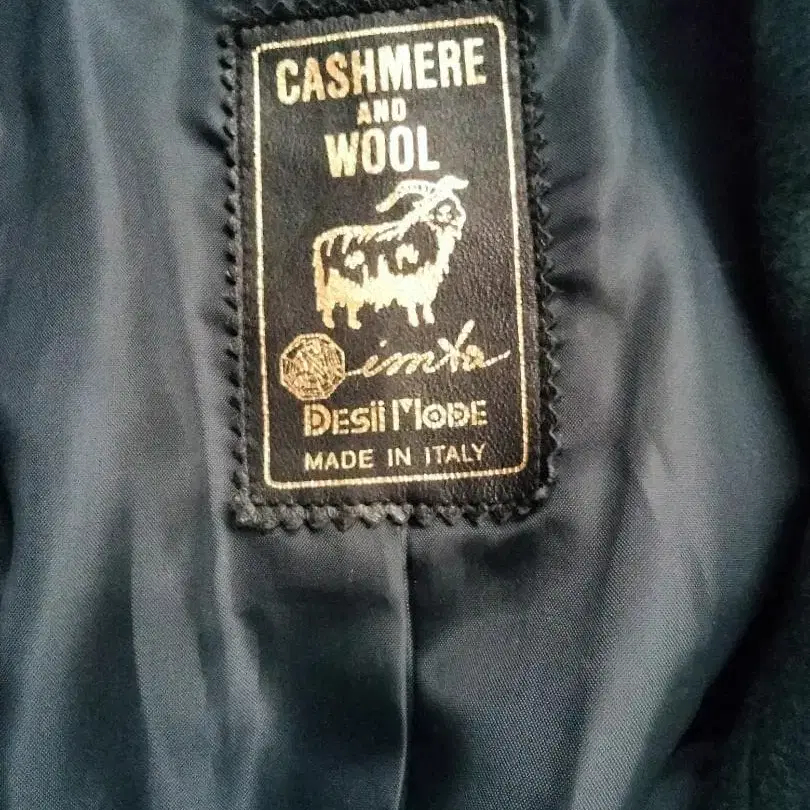 CASHMERE
AND
WOOL
imta
DESii MODE
MADE IN ITALY